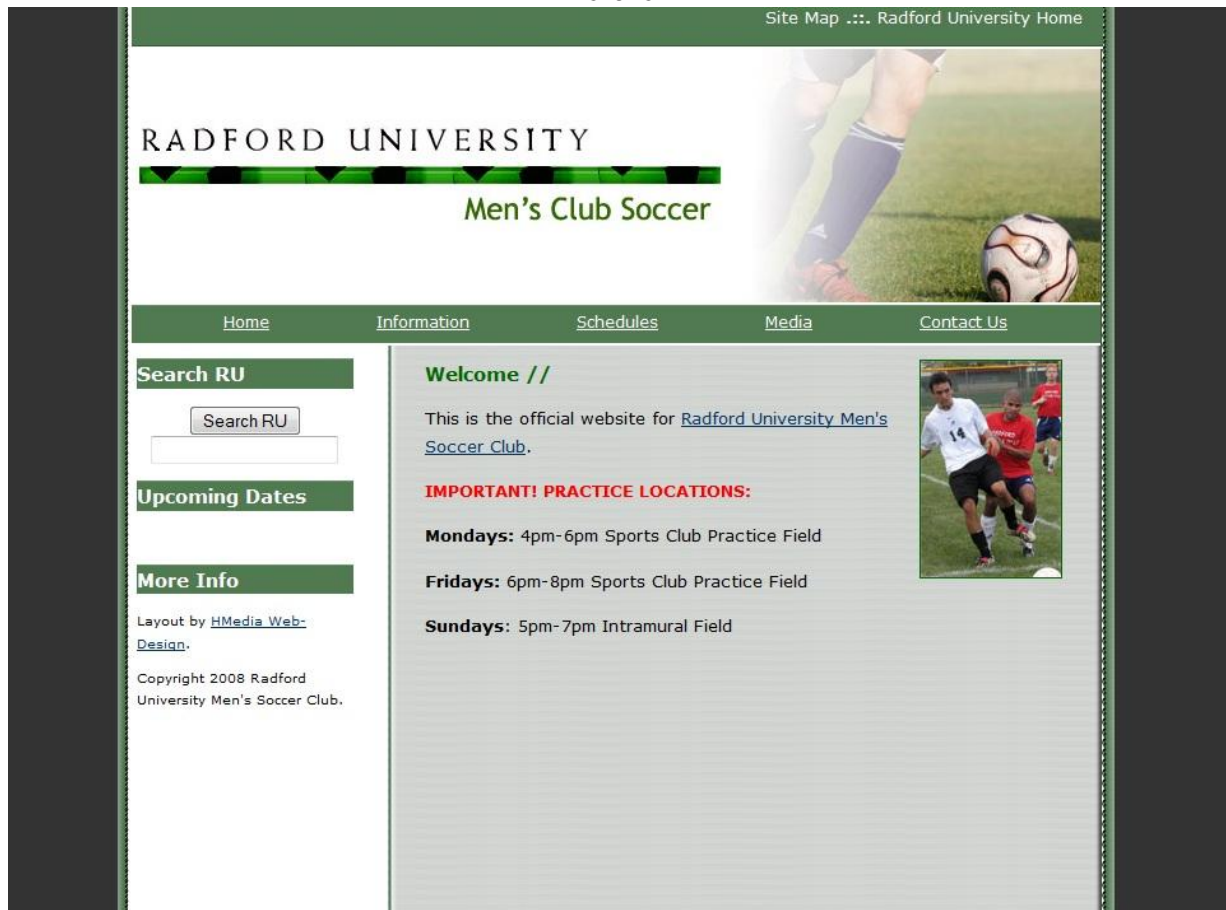 Site Map .::. Radford University Home
RADFORD UNIVERSITY
Men's Club Soccer
Home Information Schedules Media Contact Us
Search RU
Search RU
Upcoming Dates
More Info
Layout by HMedia Web-
Design.
Copyright 2008 Radford
University Men's Soccer Club.
Welcome //
This is the official website for Radford University Men's
Soccer Club.
IMPORTANT! PRACTICE LOCATIONS:
Mondays: 4pm-6pm Sports Club Practice Field
Fridays: 6pm-8pm Sports Club Practice Field
Sundays: 5pm-7pm Intramural Field
14